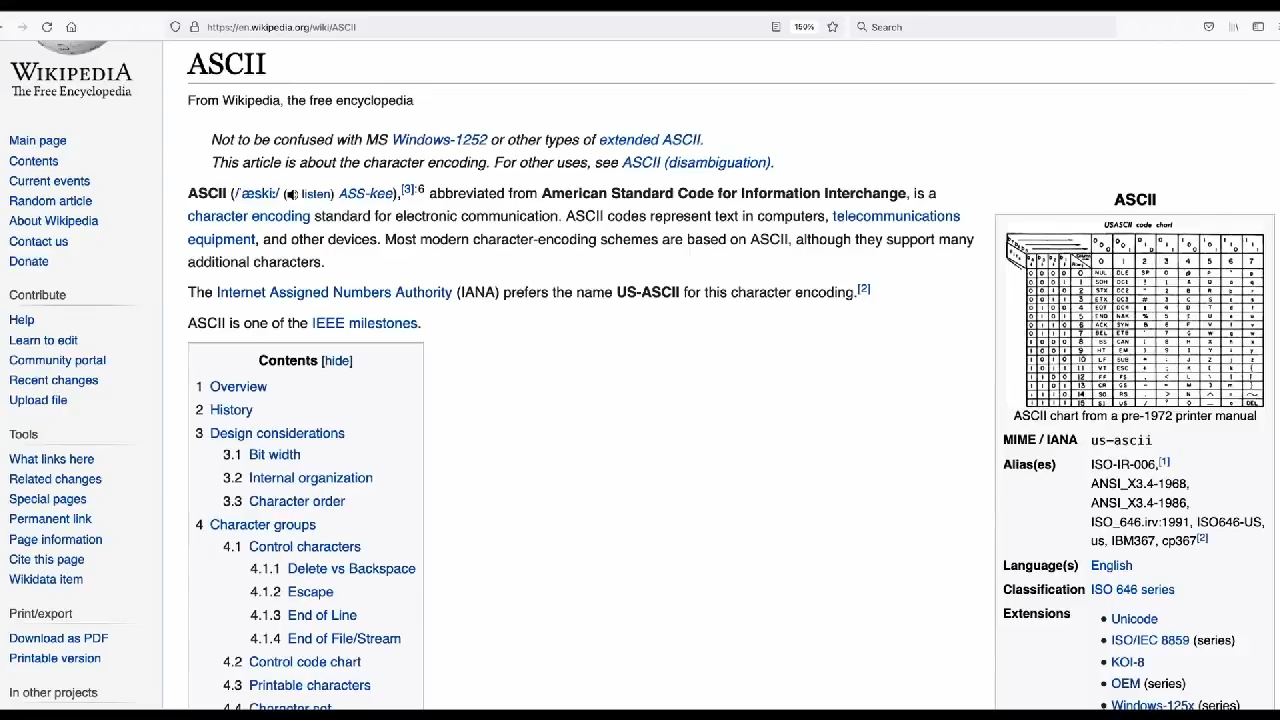 https://en.wikipedia.org/wiki/ASCII
150%
Search
WIKIPEDIA
The Free Encyclopedia
Main page
Contents
Current events
Random article
About Wikipedia
Contact us
Donate
Contribute
Help
Learn to edit
Community portal
Recent changes
Upload file
Tools
What links here
Related changes
Special pages
Permanent link
Page information
Cite this page
Wikidata item
Print/export
Download as PDF
Printable version
In other projects
ASCII
From Wikipedia, the free encyclopedia
Not to be confused with MS Windows-1252 or other types of extended ASCII.
This article is about the character encoding. For other uses, see ASCII (disambiguation).
ASCII (/ˈæskiː/ (listen) ASS-kee),[3]:6 abbreviated from American Standard Code for Information Interchange, is a
character encoding standard for electronic communication. ASCII codes represent text in computers, telecommunications
equipment, and other devices. Most modern character-encoding schemes are based on ASCII, although they support many
additional characters.
The Internet Assigned Numbers Authority (IANA) prefers the name US-ASCII for this character encoding.[2]
ASCII is one of the IEEE milestones.
Contents [hide]
1 Overview
2 History
3 Design considerations
3.1 Bit width
3.2 Internal organization
3.3 Character order
4 Character groups
4.1 Control characters
4.1.1 Delete vs Backspace
4.1.2 Escape
4.1.3 End of Line
4.1.4 End of File/Stream
4.2 Control code chart
4.3 Printable characters
4.4 Character set
ASCII
USASCII code chart
ASCII chart from a pre-1972 printer manual
MIME / IANA us-ascii
Alias(es) ISO-IR-006,[1]
ANSI_X3.4-1968,
ANSI_X3.4-1986,
ISO_646.irv:1991, ISO646-US,
us, IBM367, cp367[2]
Language(s) English
Classification ISO 646 series
Extensions
• Unicode
• ISO/IEC 8859 (series)
• KOI-8
• OEM (series)
• Windows-125x (series)